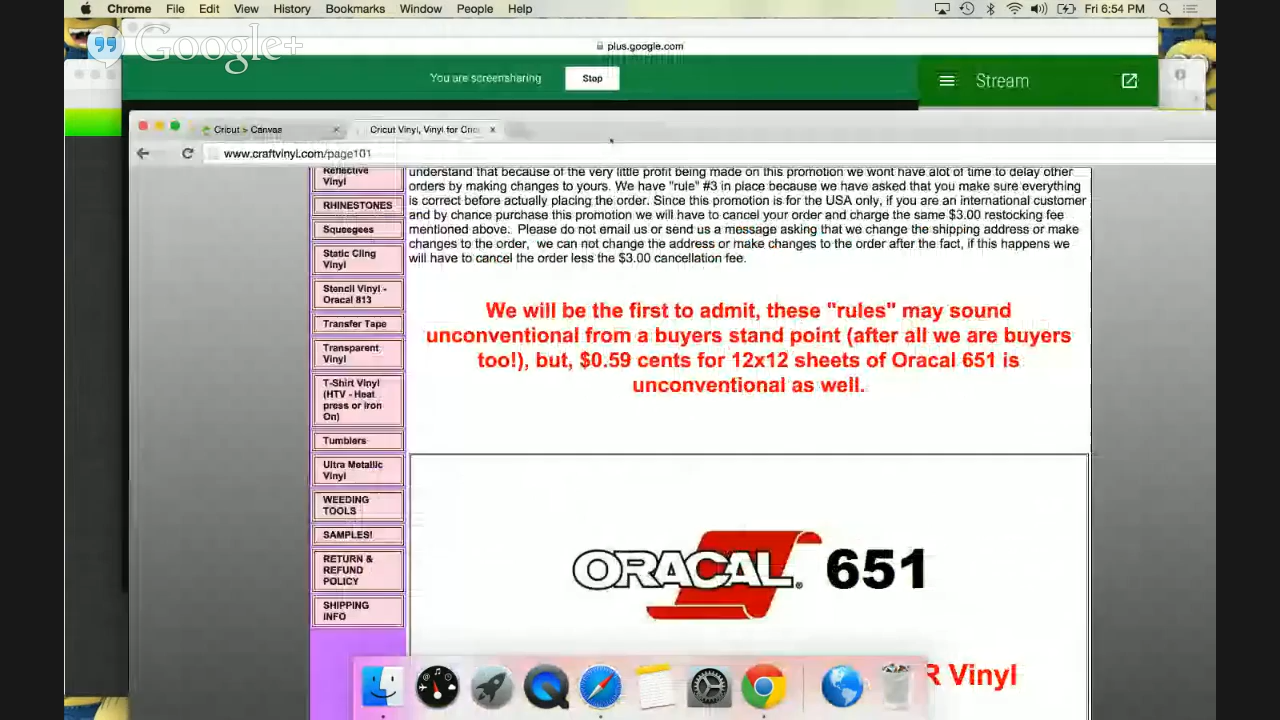 Chrome File Edit View History Bookmarks Window People Help Fri 6:54 PM
Google+
plus.google.com
You are screensharing Stop
Stream
Cricut > Canvas
Cricut Vinyl, Vinyl for Cric
www.craftvinyl.com/page101
Reflective
Vinyl
RHINESTONES
Squeegees
Static Cling
Vinyl
Stencil Vinyl -
Oracal 813
Transfer Tape
Transparent
Vinyl
T-Shirt Vinyl
(HTV - Heat
press or Iron
On)
Tumblers
Ultra Metallic
Vinyl
WEEDING
TOOLS
SAMPLES!
RETURN &
REFUND
POLICY
SHIPPING
INFO
understand that because of the very little profit being made on this promotion we wont have alot of time to delay other
orders by making changes to yours. We have "rule" #3 in place because we have asked that you make sure everything
is correct before actually placing the order. Since this promotion is for the USA only, if you are an international customer
and by chance purchase this promotion we will have to cancel your order and charge the same $3.00 restocking fee
mentioned above. Please do not email us or send us a message asking that we change the shipping address or make
changes to the order, we can not change the address or make changes to the order after the fact, if this happens we
will have to cancel the order less the $3.00 cancellation fee.
We will be the first to admit, these "rules" may sound
unconventional from a buyers stand point (after all we are buyers
too!), but, $0.59 cents for 12x12 sheets of Oracal 651 is
unconventional as well.
ORACAL® 651
R Vinyl